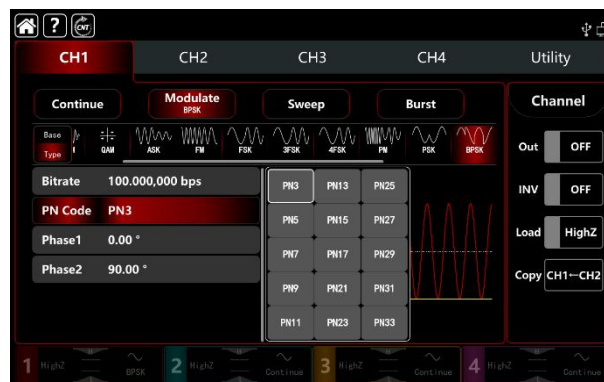 ? CNT
CH1 CH2 CH3 CH4 Utility
Continue Modulate Sweep Burst Channel
BPSK
Base
Type QAM ASK FM FSK 3FSK 4FSK PM PSK BPSK
Out OFF
Bitrate 100.000,000 bps
PN3 PN13 PN25
INV OFF
PN Code PN3
PN5 PN15 PN27
Load HighZ
Phase1 0.00 °
PN7 PN17 PN29
Phase2 90.00 °
Copy CH1←CH2
PN9 PN21 PN31
PN11 PN23 PN33
1 HighZ BPSK 2 HighZ Continue 3 HighZ Continue 4 HighZ Continue